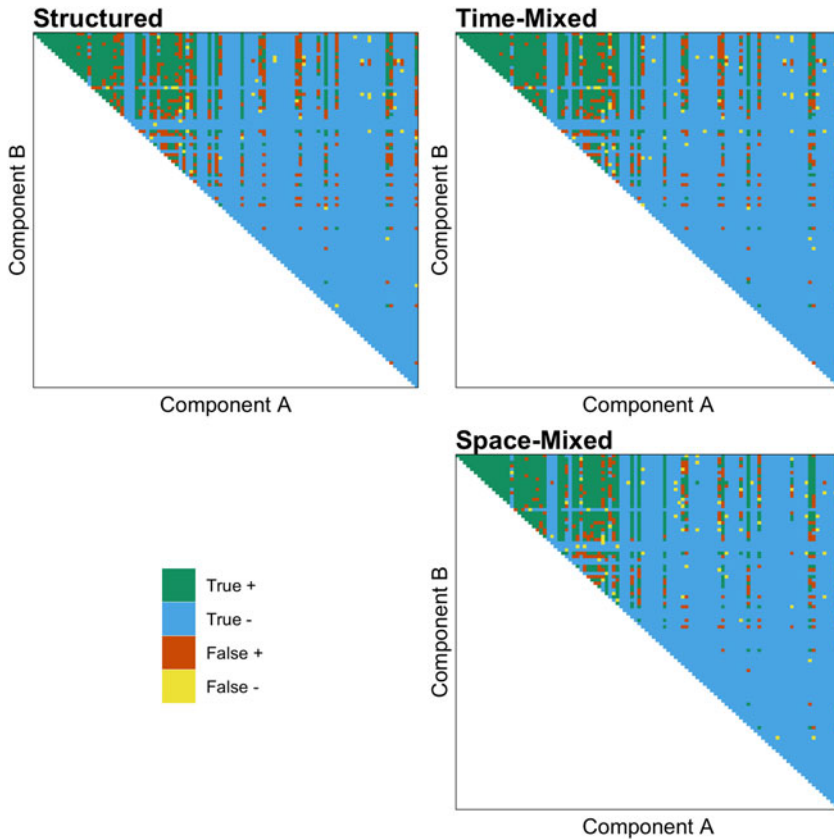 Structured
Time-Mixed
Component B
Component B
Component A
Component A
Space-Mixed
True +
True -
False +
False -
Component B
Component A